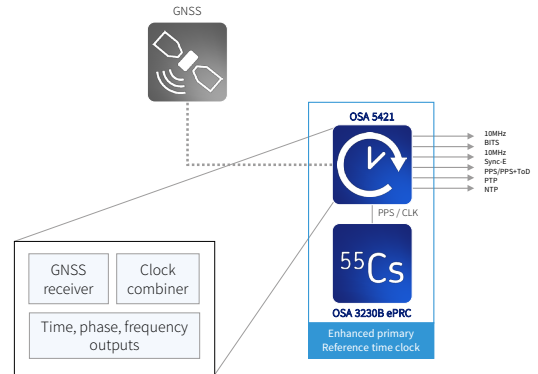 GNSS
OSA 5421
10MHz
BITS
10MHz
Sync-E
PPS/PPS+ToD
PTP
NTP
PPS / CLK
55Cs
OSA 3230B ePRC
Enhanced primary
Reference time clock
GNSS
receiver
Clock
combiner
Time, phase, frequency
outputs